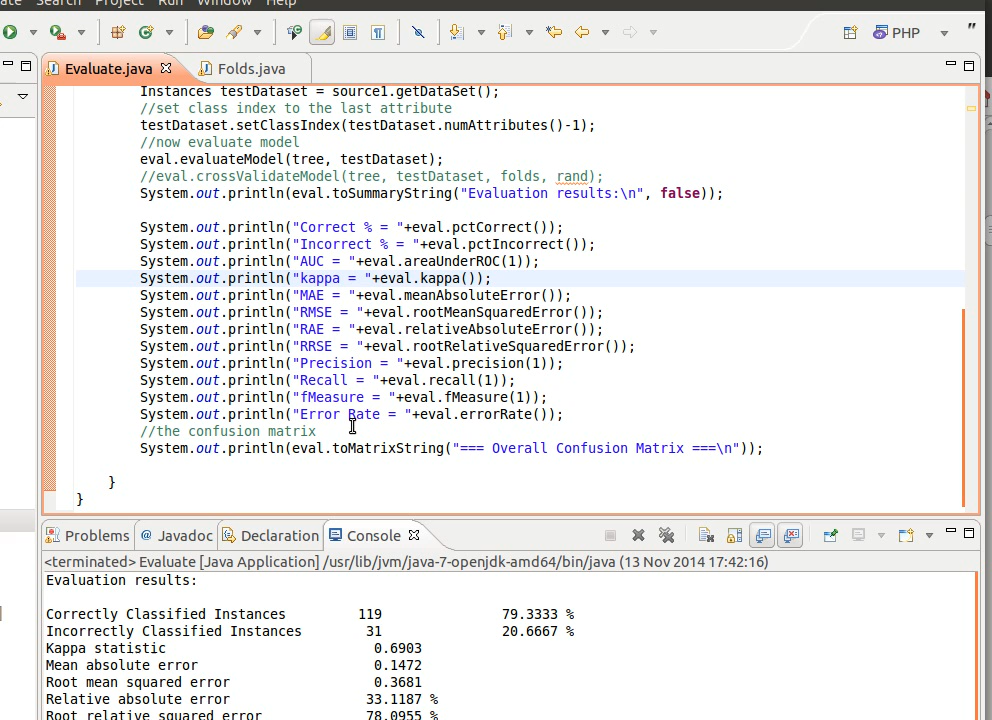 ate Search Project Run Window Help
PHP "
Evaluate.java Folds.java
Instances testDataset = source1.getDataSet();
//set class index to the last attribute
testDataset.setClassIndex(testDataset.numAttributes()-1);
//now evaluate model
eval.evaluateModel(tree, testDataset);
//eval.crossValidateModel(tree, testDataset, folds, rand);
System.out.println(eval.toSummaryString("Evaluation results:\n", false));
System.out.println("Correct % = "+eval.pctCorrect());
System.out.println("Incorrect % = "+eval.pctIncorrect());
System.out.println("AUC = "+eval.areaUnderROC(1));
System.out.println("kappa = "+eval.kappa());
System.out.println("MAE = "+eval.meanAbsoluteError());
System.out.println("RMSE = "+eval.rootMeanSquaredError());
System.out.println("RAE = "+eval.relativeAbsoluteError());
System.out.println("RRSE = "+eval.rootRelativeSquaredError());
System.out.println("Precision = "+eval.precision(1));
System.out.println("Recall = "+eval.recall(1));
System.out.println("fMeasure = "+eval.fMeasure(1));
System.out.println("Error Rate = "+eval.errorRate());
//the confusion matrix
System.out.println(eval.toMatrixString("=== Overall Confusion Matrix ===\n"));
}
}
Problems @ Javadoc Declaration Console
<terminated> Evaluate [Java Application] /usr/lib/jvm/java-7-openjdk-amd64/bin/java (13 Nov 2014 17:42:16)
Evaluation results:
Correctly Classified Instances 119 79.3333 %
Incorrectly Classified Instances 31 20.6667 %
Kappa statistic 0.6903
Mean absolute error 0.1472
Root mean squared error 0.3681
Relative absolute error 33.1187 %
Root relative squared error 78.0955 %